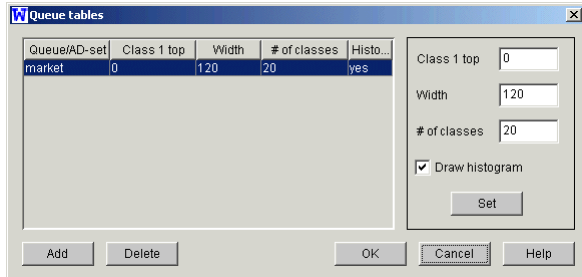 Queue tables
Queue/AD-set Class 1 top Width # of classes Histo...
market 0 120 20 yes
Class 1 top 0
Width 120
# of classes 20
Draw histogram
Set
Add Delete OK Cancel Help